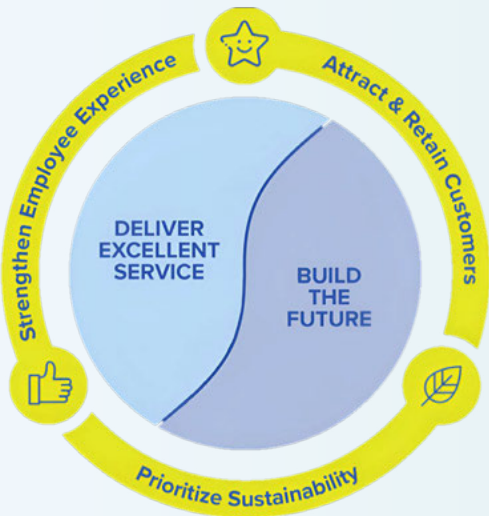 Strengthen Employee Experience
Attract & Retain Customers
DELIVER
EXCELLENT
SERVICE
BUILD
THE
FUTURE
Prioritize Sustainability